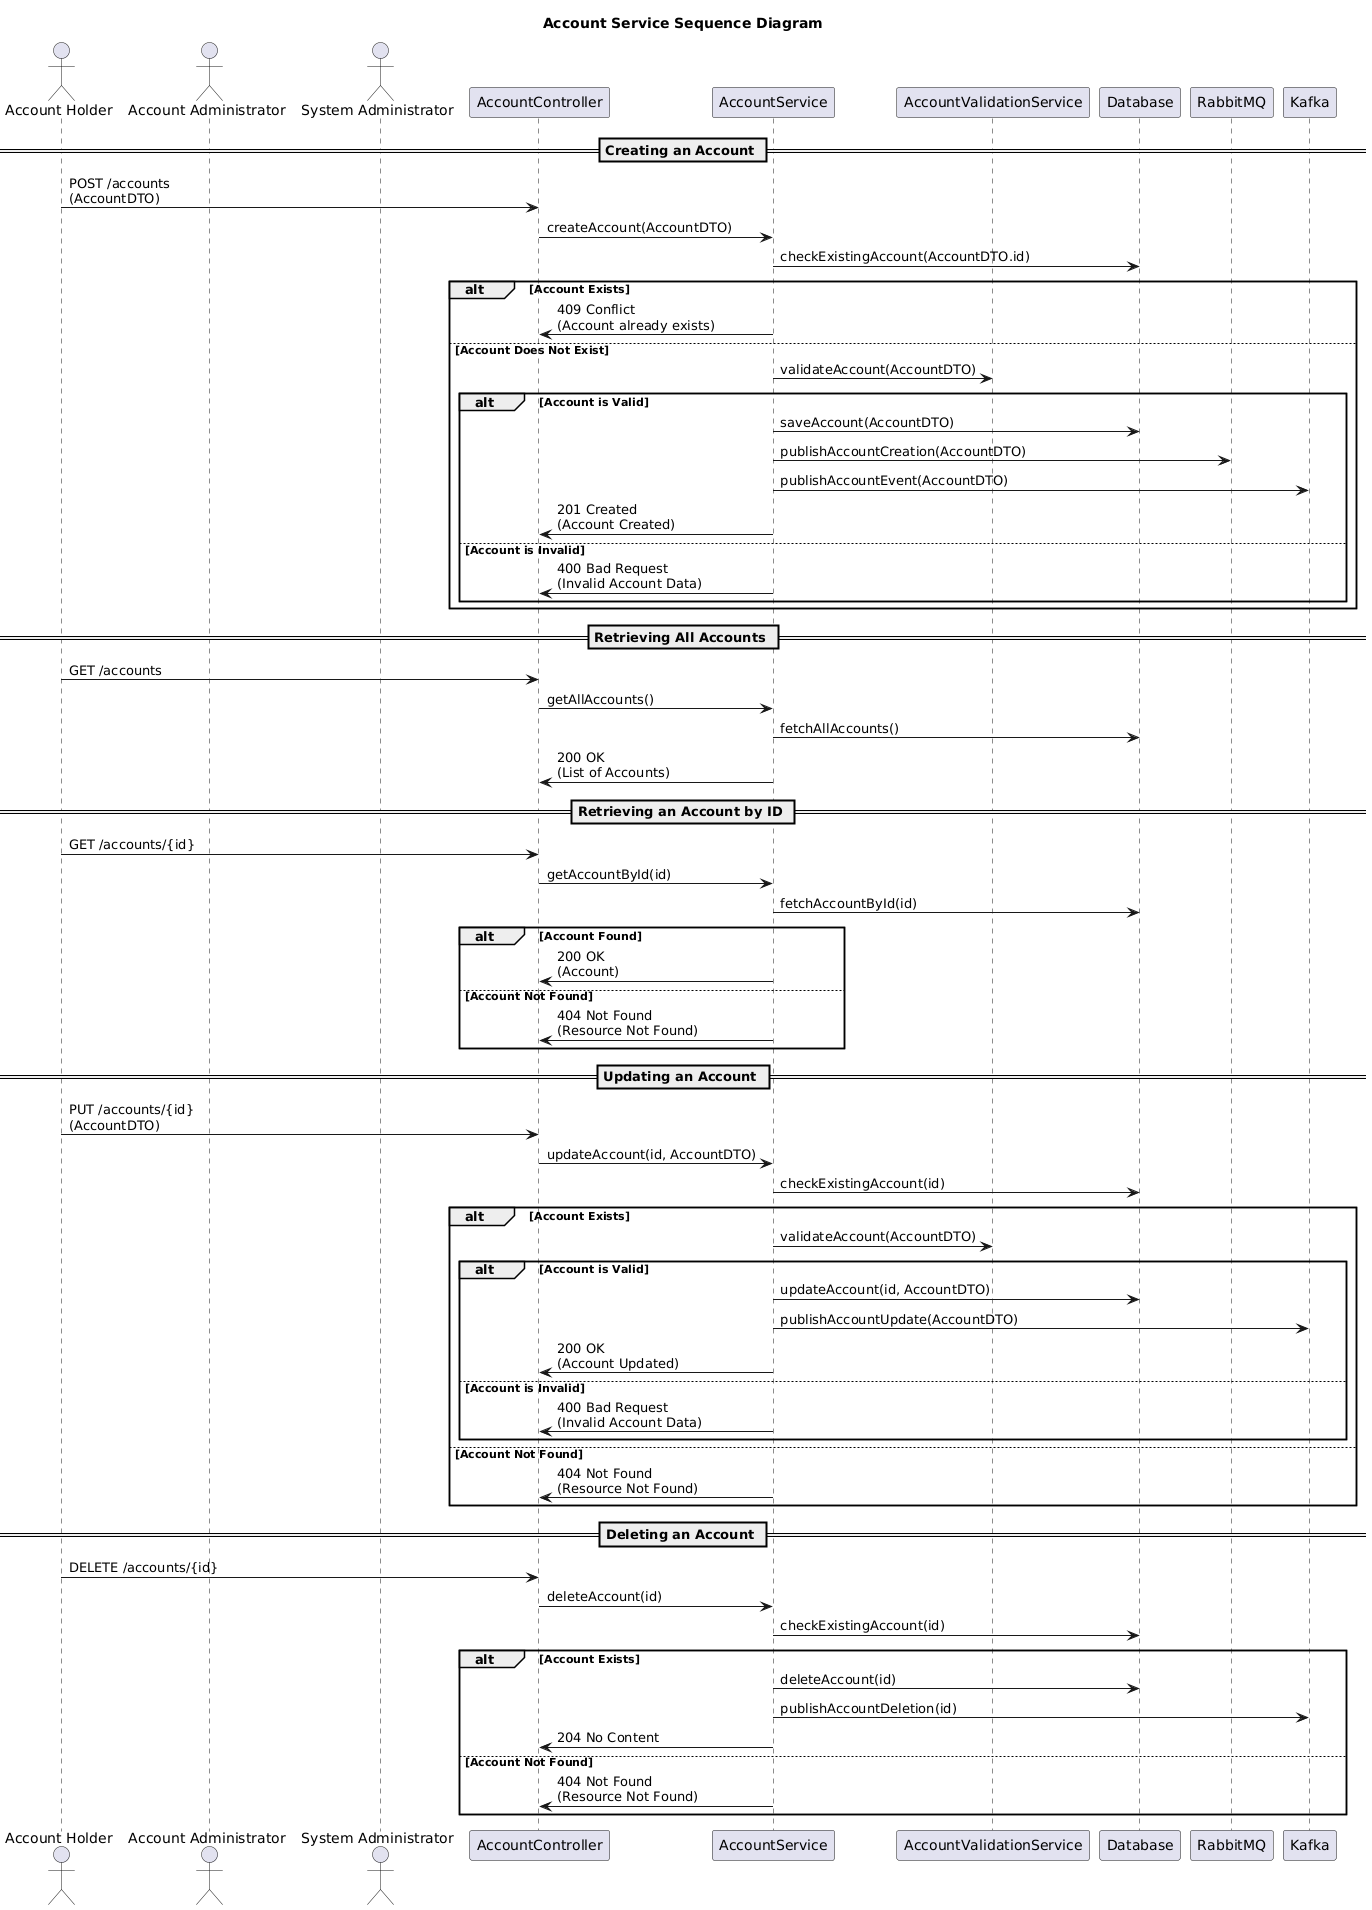 Account Service Sequence Diagram
Account Holder
Account Administrator
System Administrator
AccountController
AccountService
AccountValidationService
Database
RabbitMQ
Kafka
Creating an Account
POST /accounts
(AccountDTO)
createAccount(AccountDTO)
checkExistingAccount(AccountDTO.id)
alt [Account Exists]
409 Conflict
(Account already exists)
[Account Does Not Exist]
validateAccount(AccountDTO)
alt [Account is Valid]
saveAccount(AccountDTO)
publishAccountCreation(AccountDTO)
publishAccountEvent(AccountDTO)
201 Created
(Account Created)
[Account is Invalid]
400 Bad Request
(Invalid Account Data)
Retrieving All Accounts
GET /accounts
getAllAccounts()
fetchAllAccounts()
200 OK
(List of Accounts)
Retrieving an Account by ID
GET /accounts/{id}
getAccountById(id)
fetchAccountById(id)
alt [Account Found]
200 OK
(Account)
[Account Not Found]
404 Not Found
(Resource Not Found)
Updating an Account
PUT /accounts/{id}
(AccountDTO)
updateAccount(id, AccountDTO)
checkExistingAccount(id)
alt [Account Exists]
validateAccount(AccountDTO)
alt [Account is Valid]
updateAccount(id, AccountDTO)
publishAccountUpdate(AccountDTO)
200 OK
(Account Updated)
[Account is Invalid]
400 Bad Request
(Invalid Account Data)
[Account Not Found]
404 Not Found
(Resource Not Found)
Deleting an Account
DELETE /accounts/{id}
deleteAccount(id)
checkExistingAccount(id)
alt [Account Exists]
deleteAccount(id)
publishAccountDeletion(id)
204 No Content
[Account Not Found]
404 Not Found
(Resource Not Found)
Account Holder
Account Administrator
System Administrator
AccountController
AccountService
AccountValidationService
Database
RabbitMQ
Kafka